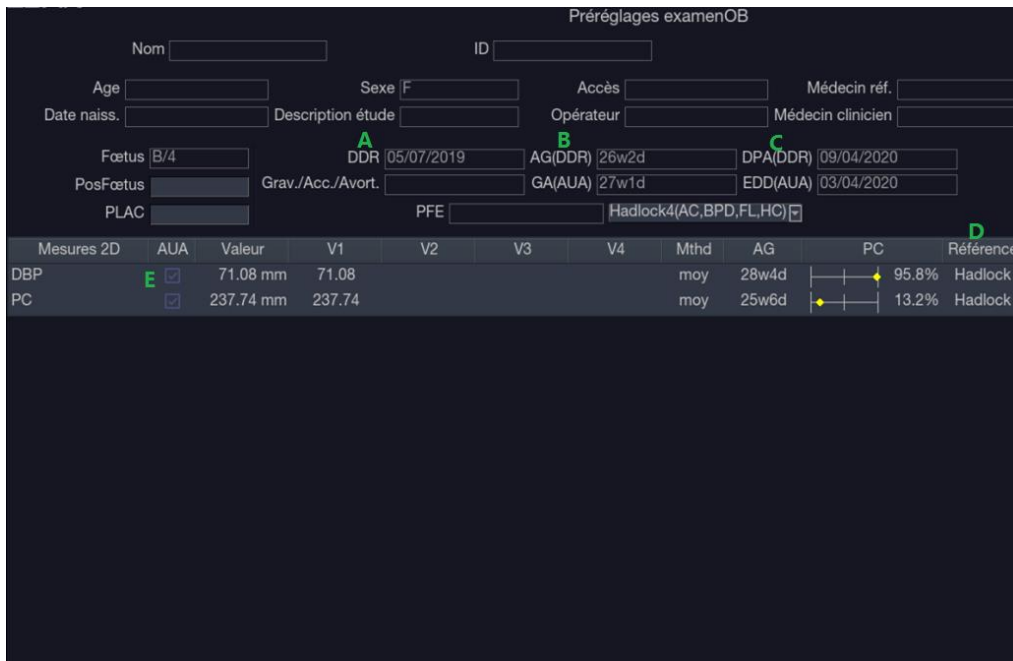 Préréglages examenOB
Nom ID
Age Sexe F Accès Médecin réf.
Date naiss. Description étude Opérateur Médecin clinicien
A B C
Fœtus B/4 DDR 05/07/2019 AG(DDR) 26w2d DPA(DDR) 09/04/2020
PosFœtus Grav./Acc./Avort. GA(AUA) 27w1d EDD(AUA) 03/04/2020
PLAC PFE Hadlock4(AC,BPD,FL,HC)
D
Mesures 2D AUA Valeur V1 V2 V3 V4 Mthd AG PC Référence
DBP E 71.08 mm 71.08 moy 28w4d 95.8% Hadlock
PC 237.74 mm 237.74 moy 25w6d 13.2% Hadlock